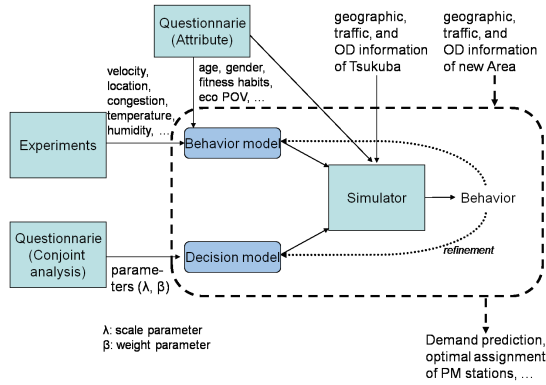 Questionnarie
(Attribute)
geographic,
traffic, and
OD information
of Tsukuba
geographic,
traffic, and
OD information
of new Area
velocity,
location,
congestion,
temperature,
humidity, ...
age, gender,
fitness habits,
eco POV, ...
Experiments
Behavior model
Simulator
Behavior
Questionnarie
(Conjoint
analysis)
Decision model
refinement
parame-
ters (λ, β)
λ: scale parameter
β: weight parameter
Demand prediction,
optimal assignment
of PM stations, ...